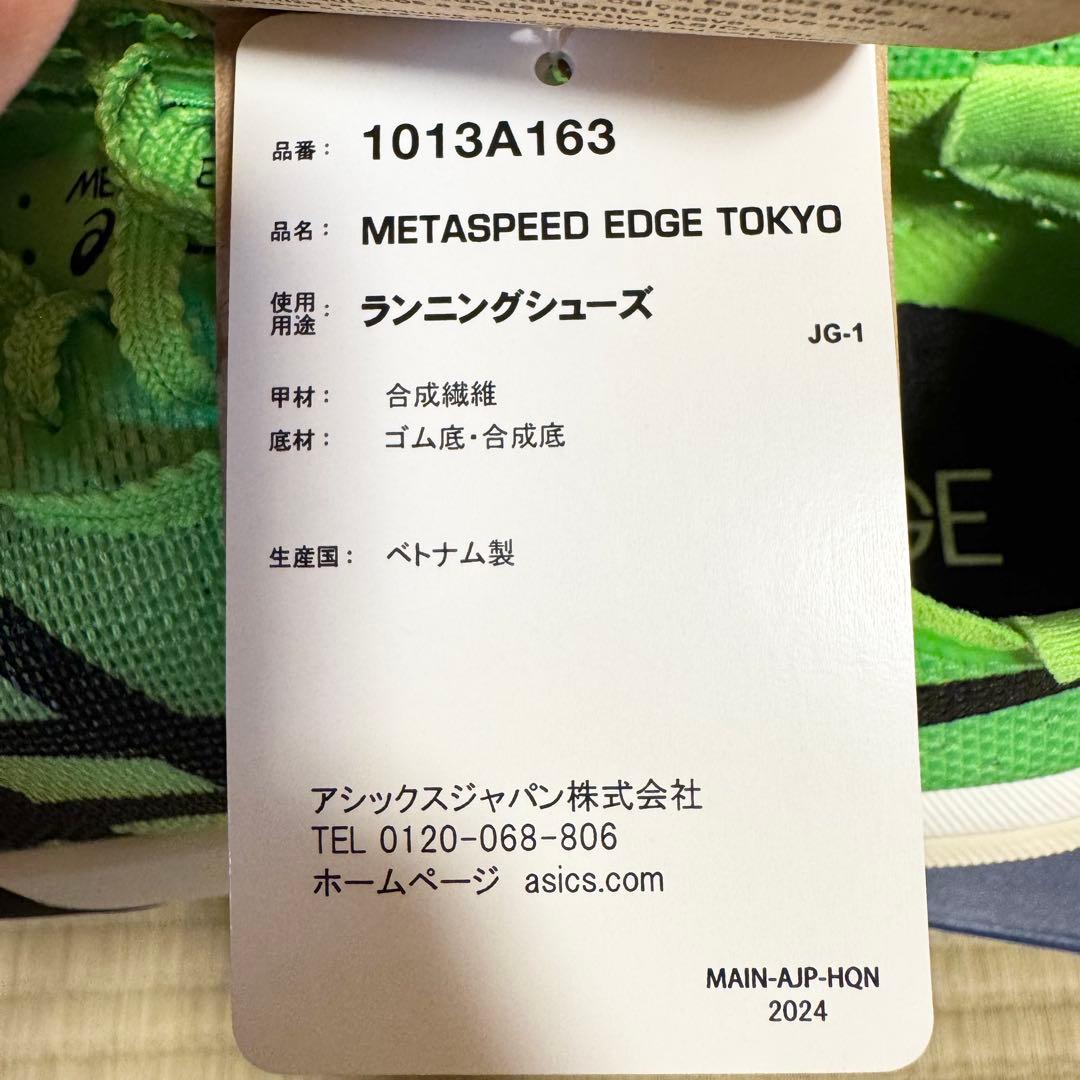 品番： 1013A163
品名： METASPEED EDGE TOKYO
使用用途： ランニングシューズ
JG-1
甲材： 合成繊維
底材： ゴム底・合成底
生産国： ベトナム製
アシックスジャパン株式会社
TEL 0120-068-806
ホームページ asics.com
MAIN-AJP-HQN
2024